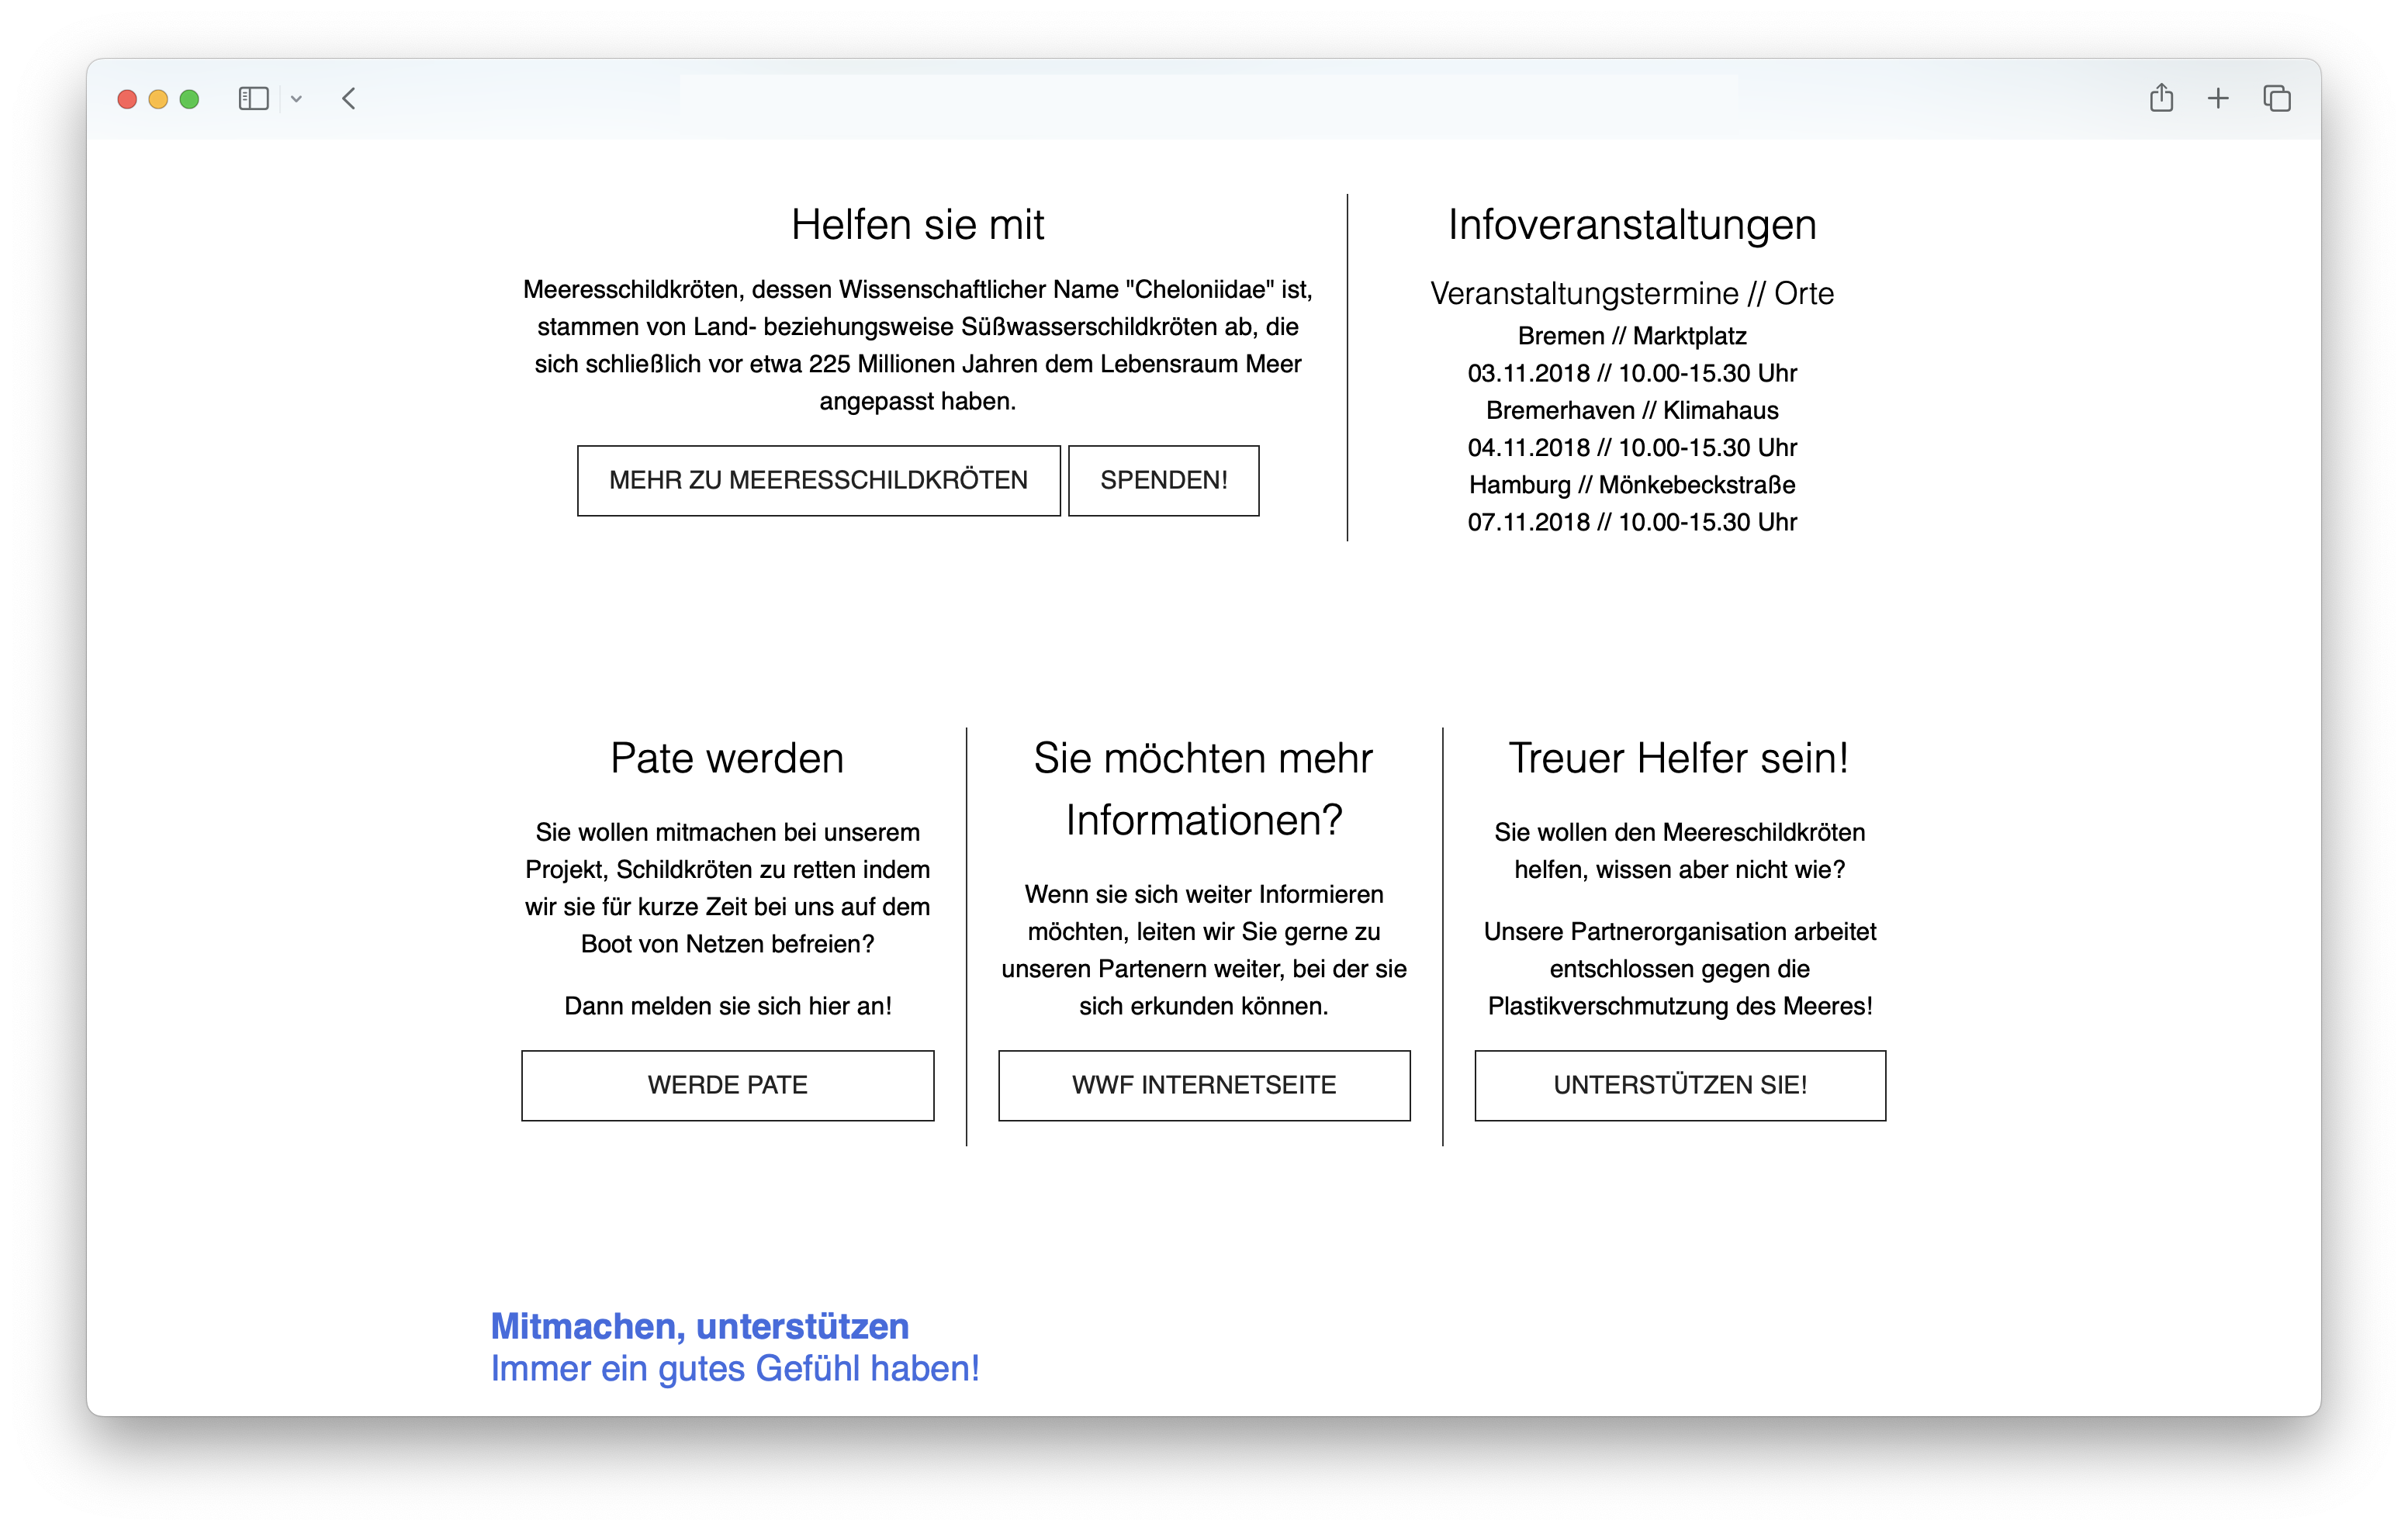 Helfen sie mit
Meeresschildkröten, dessen Wissenschaftlicher Name "Cheloniidae" ist,
stammen von Land- beziehungsweise Süßwasserschildkröten ab, die
sich schließlich vor etwa 225 Millionen Jahren dem Lebensraum Meer
angepasst haben.
MEHR ZU MEERESSCHILDKRÖTEN
SPENDEN!
Infoveranstaltungen
Veranstaltungstermine // Orte
Bremen // Marktplatz
03.11.2018 // 10.00-15.30 Uhr
Bremerhaven // Klimahaus
04.11.2018 // 10.00-15.30 Uhr
Hamburg // Mönkebeckstraße
07.11.2018 // 10.00-15.30 Uhr
Pate werden
Sie wollen mitmachen bei unserem
Projekt, Schildkröten zu retten indem
wir sie für kurze Zeit bei uns auf dem
Boot von Netzen befreien?
Dann melden sie sich hier an!
WERDE PATE
Sie möchten mehr
Informationen?
Wenn sie sich weiter Informieren
möchten, leiten wir Sie gerne zu
unseren Partenern weiter, bei der sie
sich erkunden können.
WWF INTERNETSEITE
Treuer Helfer sein!
Sie wollen den Meereschildkröten
helfen, wissen aber nicht wie?
Unsere Partnerorganisation arbeitet
entschlossen gegen die
Plastikverschmutzung des Meeres!
UNTERSTÜTZEN SIE!
Mitmachen, unterstützen
Immer ein gutes Gefühl haben!